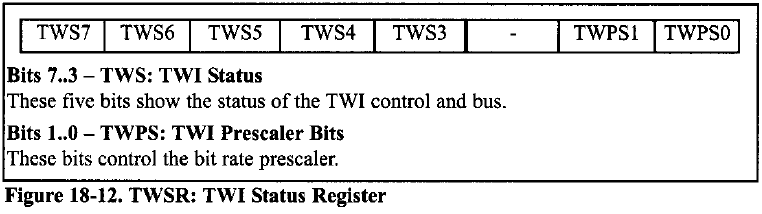 TWS7 TWS6 TWS5 TWS4 TWS3 - TWPS1 TWPS0
Bits 7..3 – TWS: TWI Status
These five bits show the status of the TWI control and bus.
Bits 1..0 – TWPS: TWI Prescaler Bits
These bits control the bit rate prescaler.
Figure 18-12. TWSR: TWI Status Register